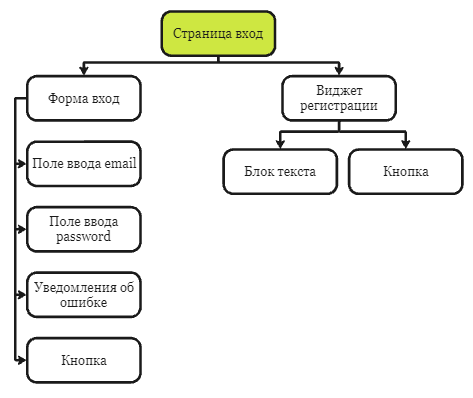 Страница вход
Форма вход
Виджет
регистрации
Поле ввода email
Блок текста
Кнопка
Поле ввода
password
Уведомления об
ошибке
Кнопка